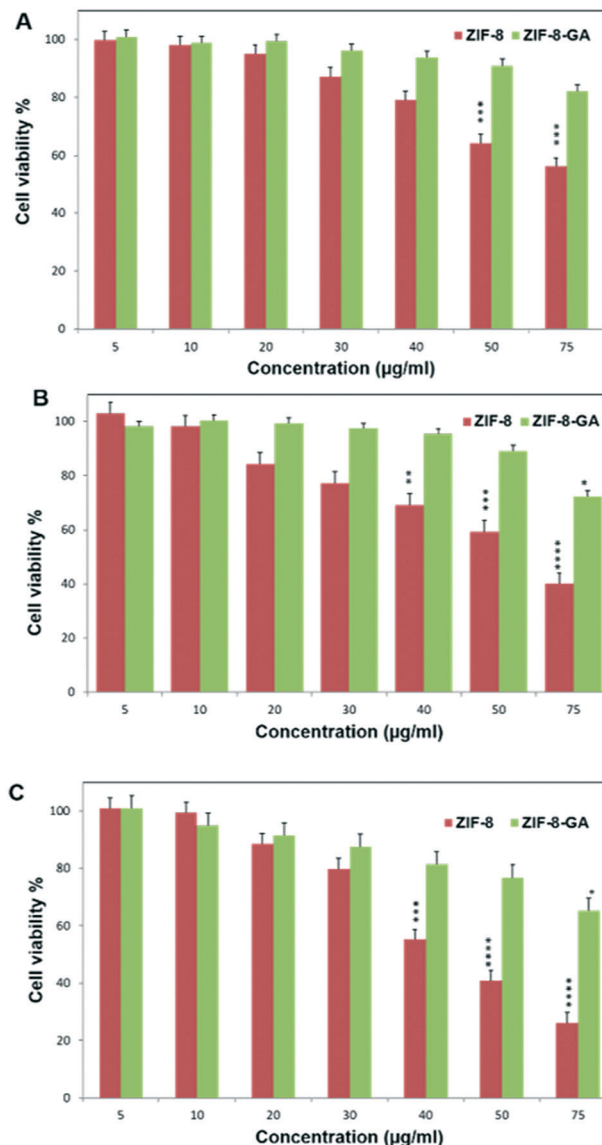 A
ZIF-8 ZIF-8-GA
Cell viability %
100
80
60
40
20
0
***
***
5 10 20 30 40 50 75
Concentration (µg/ml)
B
ZIF-8 ZIF-8-GA
Cell viability %
100
80
60
40
20
0
**
***
****
*
5 10 20 30 40 50 75
Concentration (µg/ml)
C
ZIF-8 ZIF-8-GA
Cell viability %
100
80
60
40
20
0
***
****
****
*
5 10 20 30 40 50 75
Concentration (µg/ml)